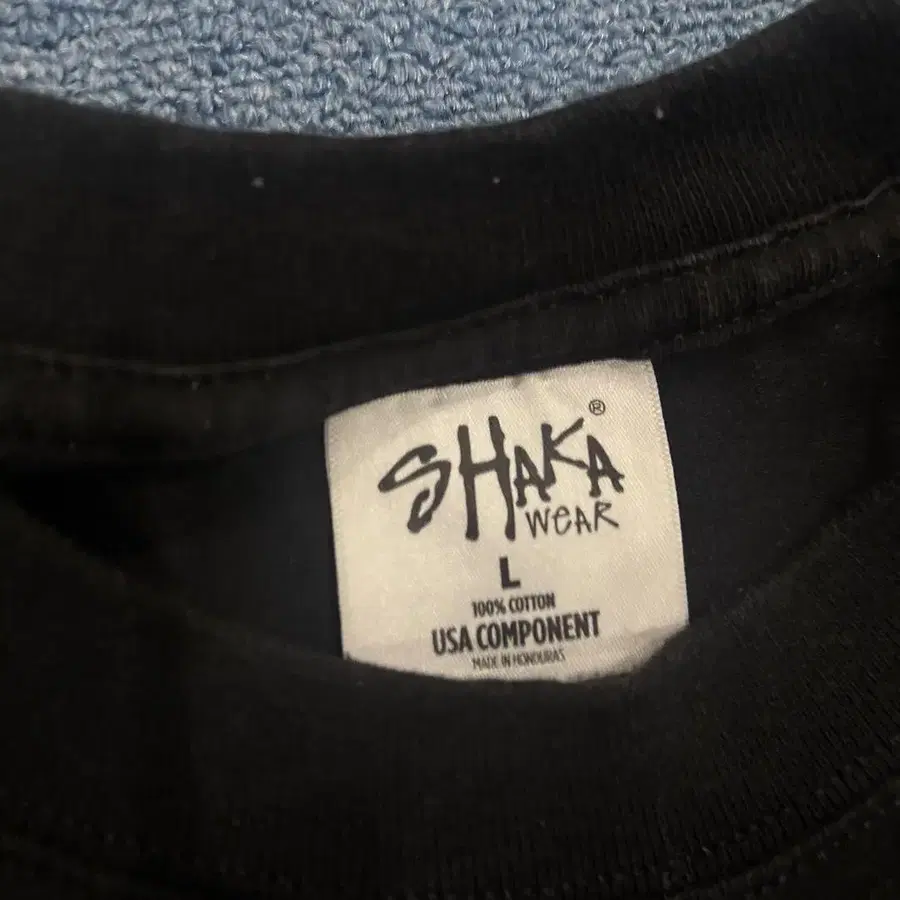 SHAKA®
WEAR
L
100% COTTON
USA COMPONENT
MADE IN HONDURAS